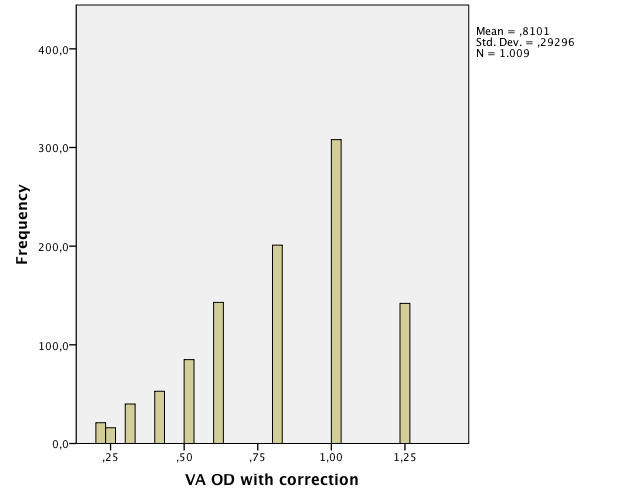 Mean = ,8101
Std. Dev. = ,29296
N = 1.009
400,0
300,0
200,0
100,0
0,0
Frequency
,25
,50
,75
1,00
1,25
VA OD with correction